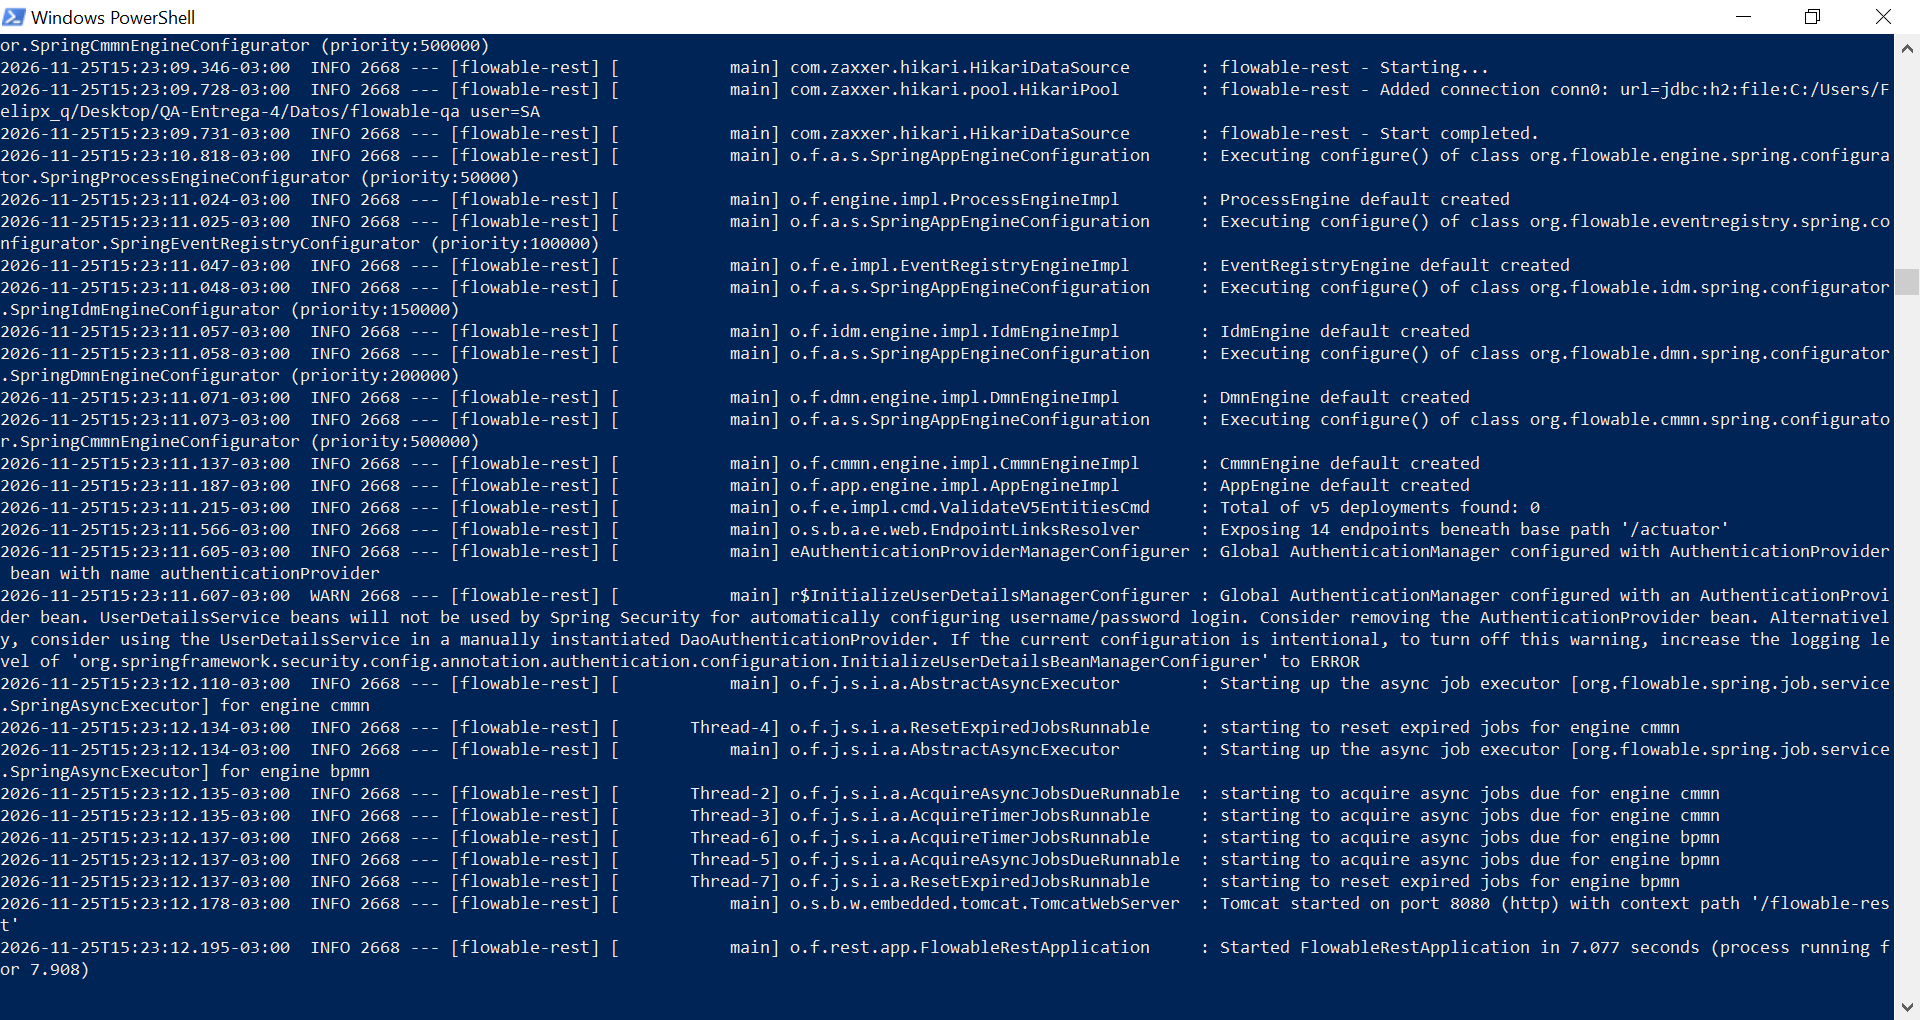 Windows PowerShell
or.SpringCmmnEngineConfigurator (priority:500000)
2026-11-25T15:23:09.346-03:00  INFO 2668 --- [flowable-rest] [           main] com.zaxxer.hikari.HikariDataSource       : flowable-rest - Starting...
2026-11-25T15:23:09.728-03:00  INFO 2668 --- [flowable-rest] [           main] com.zaxxer.hikari.pool.HikariPool        : flowable-rest - Added connection conn0: url=jdbc:h2:file:C:/Users/F
elipx_q/Desktop/QA-Entrega-4/Datos/flowable-qa user=SA
2026-11-25T15:23:09.731-03:00  INFO 2668 --- [flowable-rest] [           main] com.zaxxer.hikari.HikariDataSource       : flowable-rest - Start completed.
2026-11-25T15:23:10.818-03:00  INFO 2668 --- [flowable-rest] [           main] o.f.a.s.SpringAppEngineConfiguration     : Executing configure() of class org.flowable.engine.spring.configura
tor.SpringProcessEngineConfigurator (priority:50000)
2026-11-25T15:23:11.024-03:00  INFO 2668 --- [flowable-rest] [           main] o.f.engine.impl.ProcessEngineImpl        : ProcessEngine default created
2026-11-25T15:23:11.025-03:00  INFO 2668 --- [flowable-rest] [           main] o.f.a.s.SpringAppEngineConfiguration     : Executing configure() of class org.flowable.eventregistry.spring.co
nfigurator.SpringEventRegistryConfigurator (priority:100000)
2026-11-25T15:23:11.047-03:00  INFO 2668 --- [flowable-rest] [           main] o.f.e.impl.EventRegistryEngineImpl       : EventRegistryEngine default created
2026-11-25T15:23:11.048-03:00  INFO 2668 --- [flowable-rest] [           main] o.f.a.s.SpringAppEngineConfiguration     : Executing configure() of class org.flowable.idm.spring.configurator
.SpringIdmEngineConfigurator (priority:150000)
2026-11-25T15:23:11.057-03:00  INFO 2668 --- [flowable-rest] [           main] o.f.idm.engine.impl.IdmEngineImpl        : IdmEngine default created
2026-11-25T15:23:11.058-03:00  INFO 2668 --- [flowable-rest] [           main] o.f.a.s.SpringAppEngineConfiguration     : Executing configure() of class org.flowable.dmn.spring.configurator
.SpringDmnEngineConfigurator (priority:200000)
2026-11-25T15:23:11.071-03:00  INFO 2668 --- [flowable-rest] [           main] o.f.dmn.engine.impl.DmnEngineImpl        : DmnEngine default created
2026-11-25T15:23:11.073-03:00  INFO 2668 --- [flowable-rest] [           main] o.f.a.s.SpringAppEngineConfiguration     : Executing configure() of class org.flowable.cmmn.spring.configurato
r.SpringCmmnEngineConfigurator (priority:500000)
2026-11-25T15:23:11.137-03:00  INFO 2668 --- [flowable-rest] [           main] o.f.cmmn.engine.impl.CmmnEngineImpl      : CmmnEngine default created
2026-11-25T15:23:11.187-03:00  INFO 2668 --- [flowable-rest] [           main] o.f.app.engine.impl.AppEngineImpl        : AppEngine default created
2026-11-25T15:23:11.215-03:00  INFO 2668 --- [flowable-rest] [           main] o.f.e.impl.cmd.ValidateV5EntitiesCmd     : Total of v5 deployments found: 0
2026-11-25T15:23:11.566-03:00  INFO 2668 --- [flowable-rest] [           main] o.s.b.a.e.web.EndpointLinksResolver      : Exposing 14 endpoints beneath base path '/actuator'
2026-11-25T15:23:11.605-03:00  INFO 2668 --- [flowable-rest] [           main] eAuthenticationProviderManagerConfigurer : Global AuthenticationManager configured with AuthenticationProvider
 bean with name authenticationProvider
2026-11-25T15:23:11.607-03:00  WARN 2668 --- [flowable-rest] [           main] r$InitializeUserDetailsManagerConfigurer : Global AuthenticationManager configured with an AuthenticationProvi
der bean. UserDetailsService beans will not be used by Spring Security for automatically configuring username/password login. Consider removing the AuthenticationProvider bean. Alternativel
y, consider using the UserDetailsService in a manually instantiated DaoAuthenticationProvider. If the current configuration is intentional, to turn off this warning, increase the logging le
vel of 'org.springframework.security.config.annotation.authentication.configuration.InitializeUserDetailsBeanManagerConfigurer' to ERROR
2026-11-25T15:23:12.110-03:00  INFO 2668 --- [flowable-rest] [           main] o.f.j.s.i.a.AbstractAsyncExecutor        : Starting up the async job executor [org.flowable.spring.job.service
.SpringAsyncExecutor] for engine cmmn
2026-11-25T15:23:12.134-03:00  INFO 2668 --- [flowable-rest] [       Thread-4] o.f.j.s.i.a.ResetExpiredJobsRunnable     : starting to reset expired jobs for engine cmmn
2026-11-25T15:23:12.134-03:00  INFO 2668 --- [flowable-rest] [           main] o.f.j.s.i.a.AbstractAsyncExecutor        : Starting up the async job executor [org.flowable.spring.job.service
.SpringAsyncExecutor] for engine bpmn
2026-11-25T15:23:12.135-03:00  INFO 2668 --- [flowable-rest] [       Thread-2] o.f.j.s.i.a.AcquireAsyncJobsDueRunnable  : starting to acquire async jobs due for engine cmmn
2026-11-25T15:23:12.135-03:00  INFO 2668 --- [flowable-rest] [       Thread-3] o.f.j.s.i.a.AcquireTimerJobsRunnable     : starting to acquire async jobs due for engine cmmn
2026-11-25T15:23:12.137-03:00  INFO 2668 --- [flowable-rest] [       Thread-6] o.f.j.s.i.a.AcquireTimerJobsRunnable     : starting to acquire async jobs due for engine bpmn
2026-11-25T15:23:12.137-03:00  INFO 2668 --- [flowable-rest] [       Thread-5] o.f.j.s.i.a.AcquireAsyncJobsDueRunnable  : starting to acquire async jobs due for engine bpmn
2026-11-25T15:23:12.137-03:00  INFO 2668 --- [flowable-rest] [       Thread-7] o.f.j.s.i.a.ResetExpiredJobsRunnable     : starting to reset expired jobs for engine bpmn
2026-11-25T15:23:12.178-03:00  INFO 2668 --- [flowable-rest] [           main] o.s.b.w.embedded.tomcat.TomcatWebServer  : Tomcat started on port 8080 (http) with context path '/flowable-res
t'
2026-11-25T15:23:12.195-03:00  INFO 2668 --- [flowable-rest] [           main] o.f.rest.app.FlowableRestApplication     : Started FlowableRestApplication in 7.077 seconds (process running f
or 7.908)